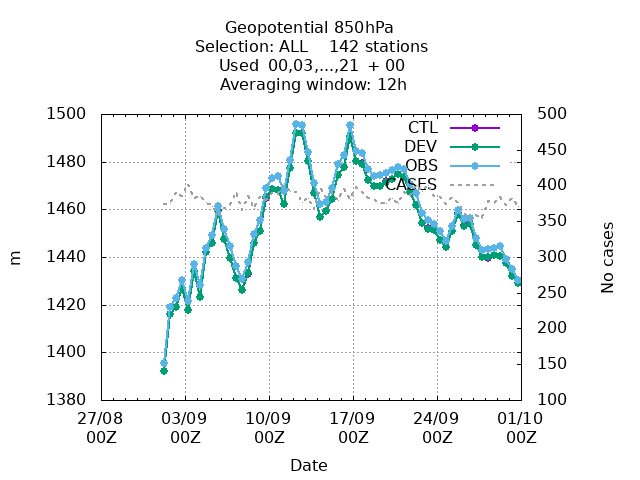 Geopotential 850hPa
Selection: ALL    142 stations
Used 00,03,...,21 + 00
Averaging window: 12h
1500
1480
1460
1440
1420
1400
1380
m
500
450
400
350
300
250
200
150
100
No cases
CTL
DEV
OBS
CASES
27/08 03/09 10/09 17/09 24/09 01/10
00Z 00Z 00Z 00Z 00Z 00Z
Date